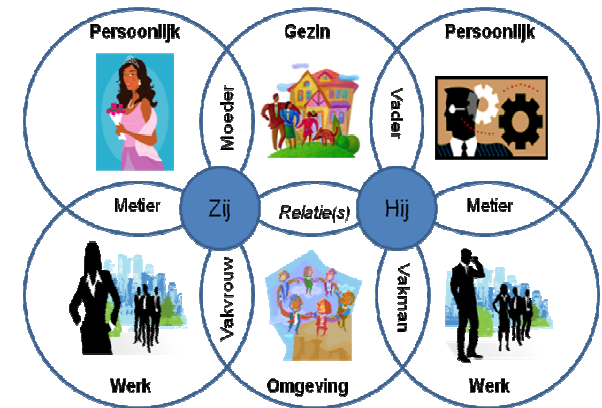 Persoonlijk
Gezin
Persoonlijk
Moeder
Vader
Metier
Zij
Relatie(s)
Hij
Metier
Vakvrouw
Vakman
Werk
Omgeving
Werk